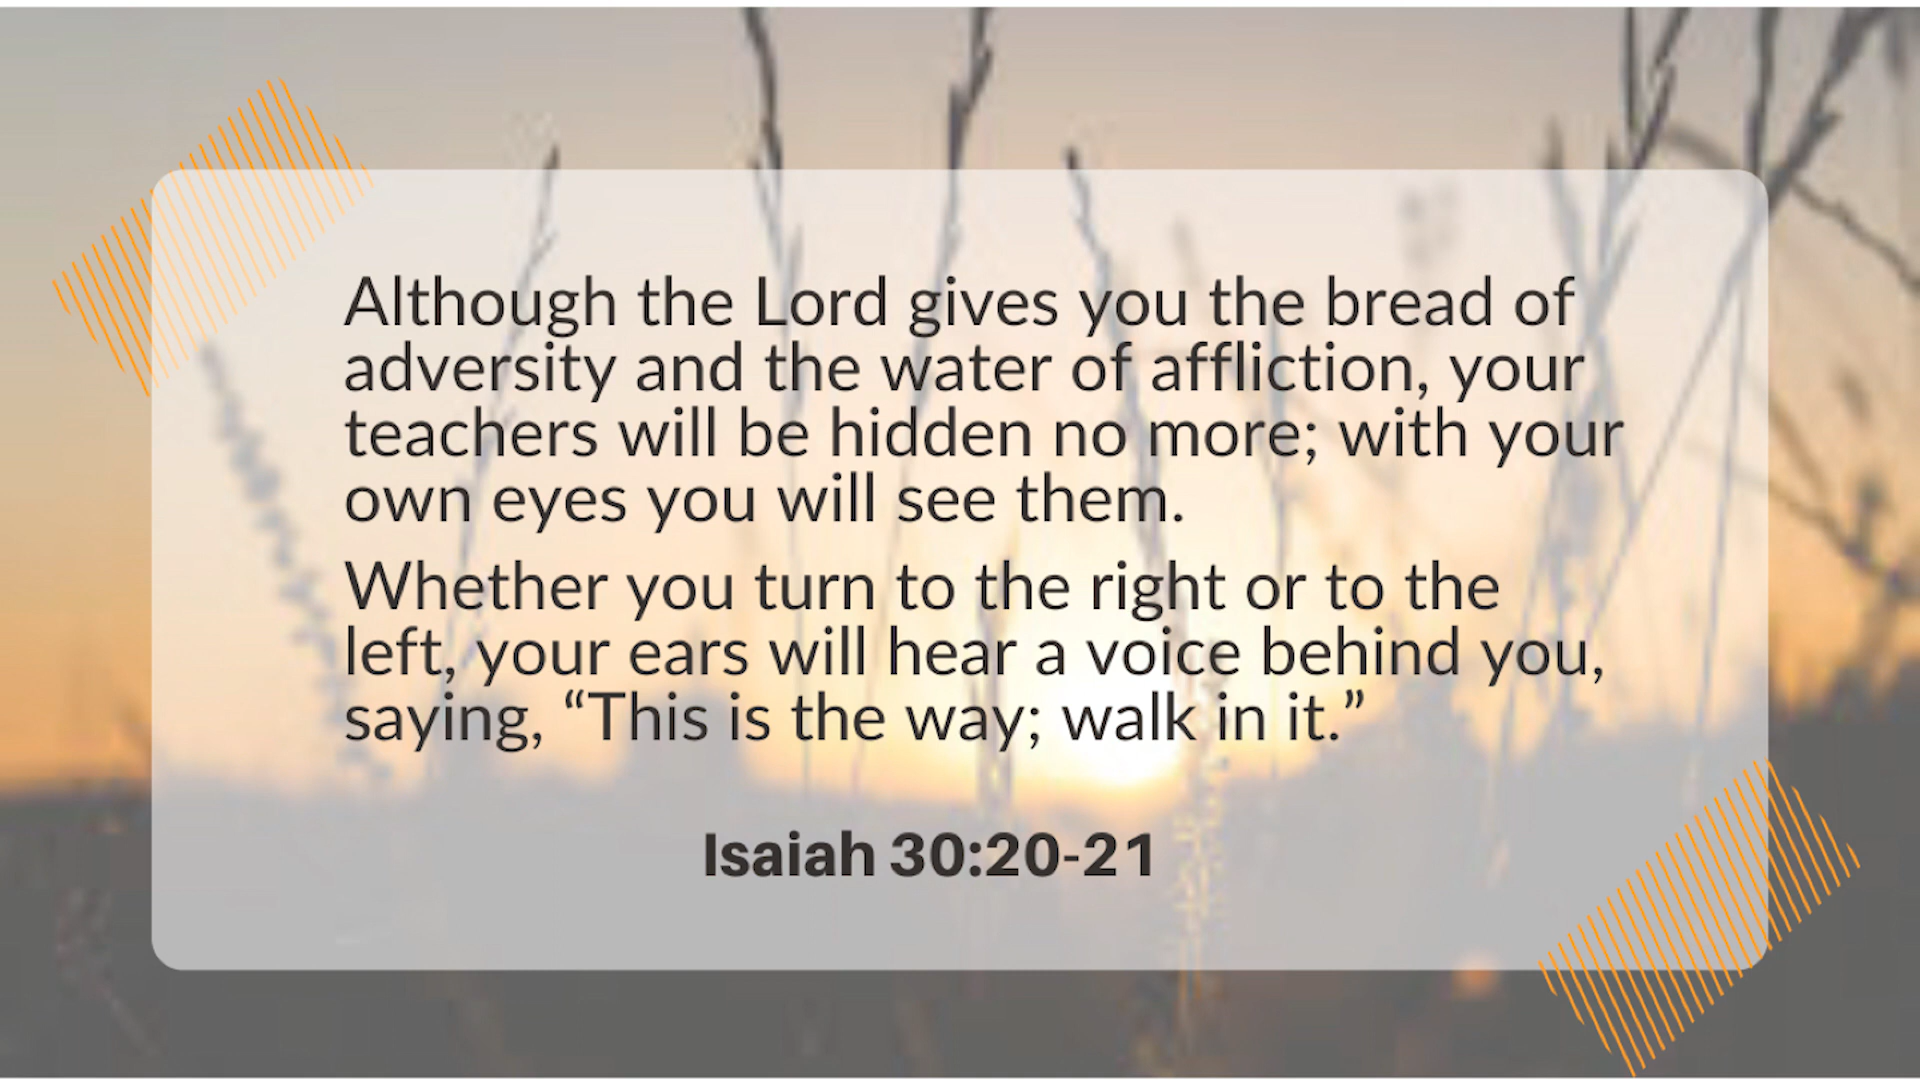 Although the Lord gives you the bread of
adversity and the water of affliction, your
teachers will be hidden no more; with your
own eyes you will see them.
Whether you turn to the right or to the
left, your ears will hear a voice behind you,
saying, “This is the way; walk in it.”
Isaiah 30:20-21